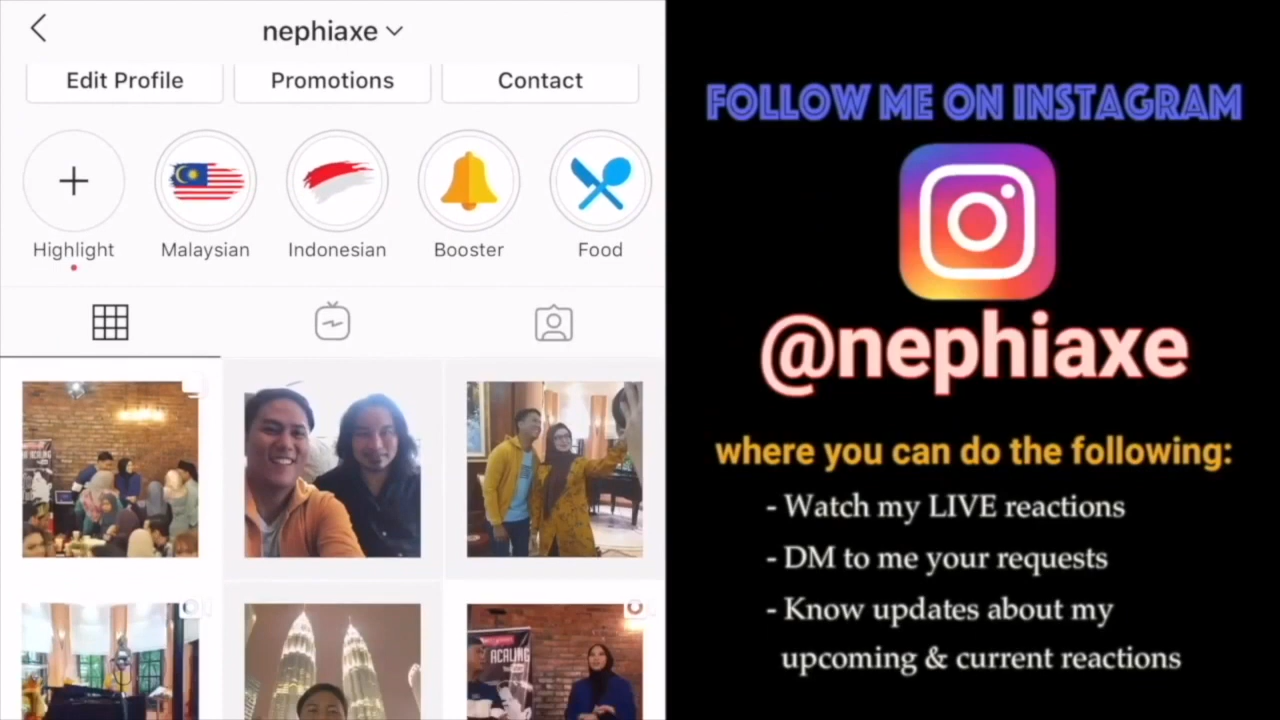 nephiaxe
Edit Profile
Promotions
Contact
Highlight
Malaysian
Indonesian
Booster
Food
ACALING
FOLLOW ME ON INSTAGRAM
@nephiaxe
where you can do the following:
- Watch my LIVE reactions
- DM to me your requests
- Know updates about my
upcoming & current reactions